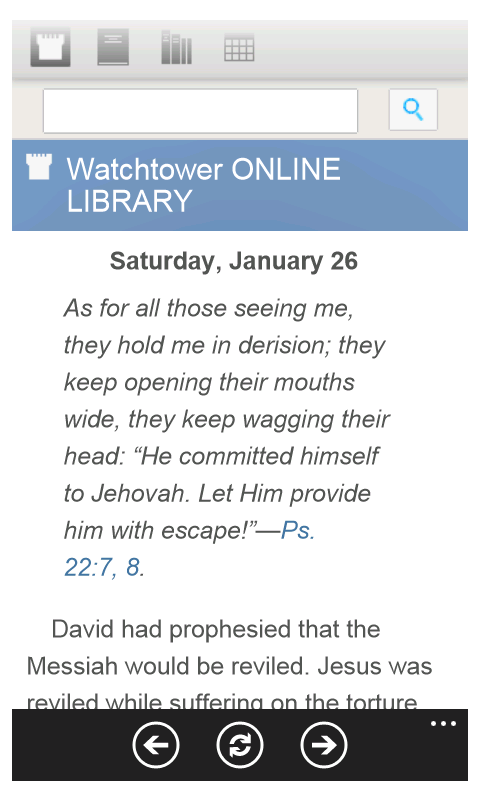 Watchtower ONLINE
LIBRARY
Saturday, January 26
As for all those seeing me,
they hold me in derision; they
keep opening their mouths
wide, they keep wagging their
head: “He committed himself
to Jehovah. Let Him provide
him with escape!”—Ps.
22:7, 8.
David had prophesied that the
Messiah would be reviled. Jesus was
reviled while suffering on the torture